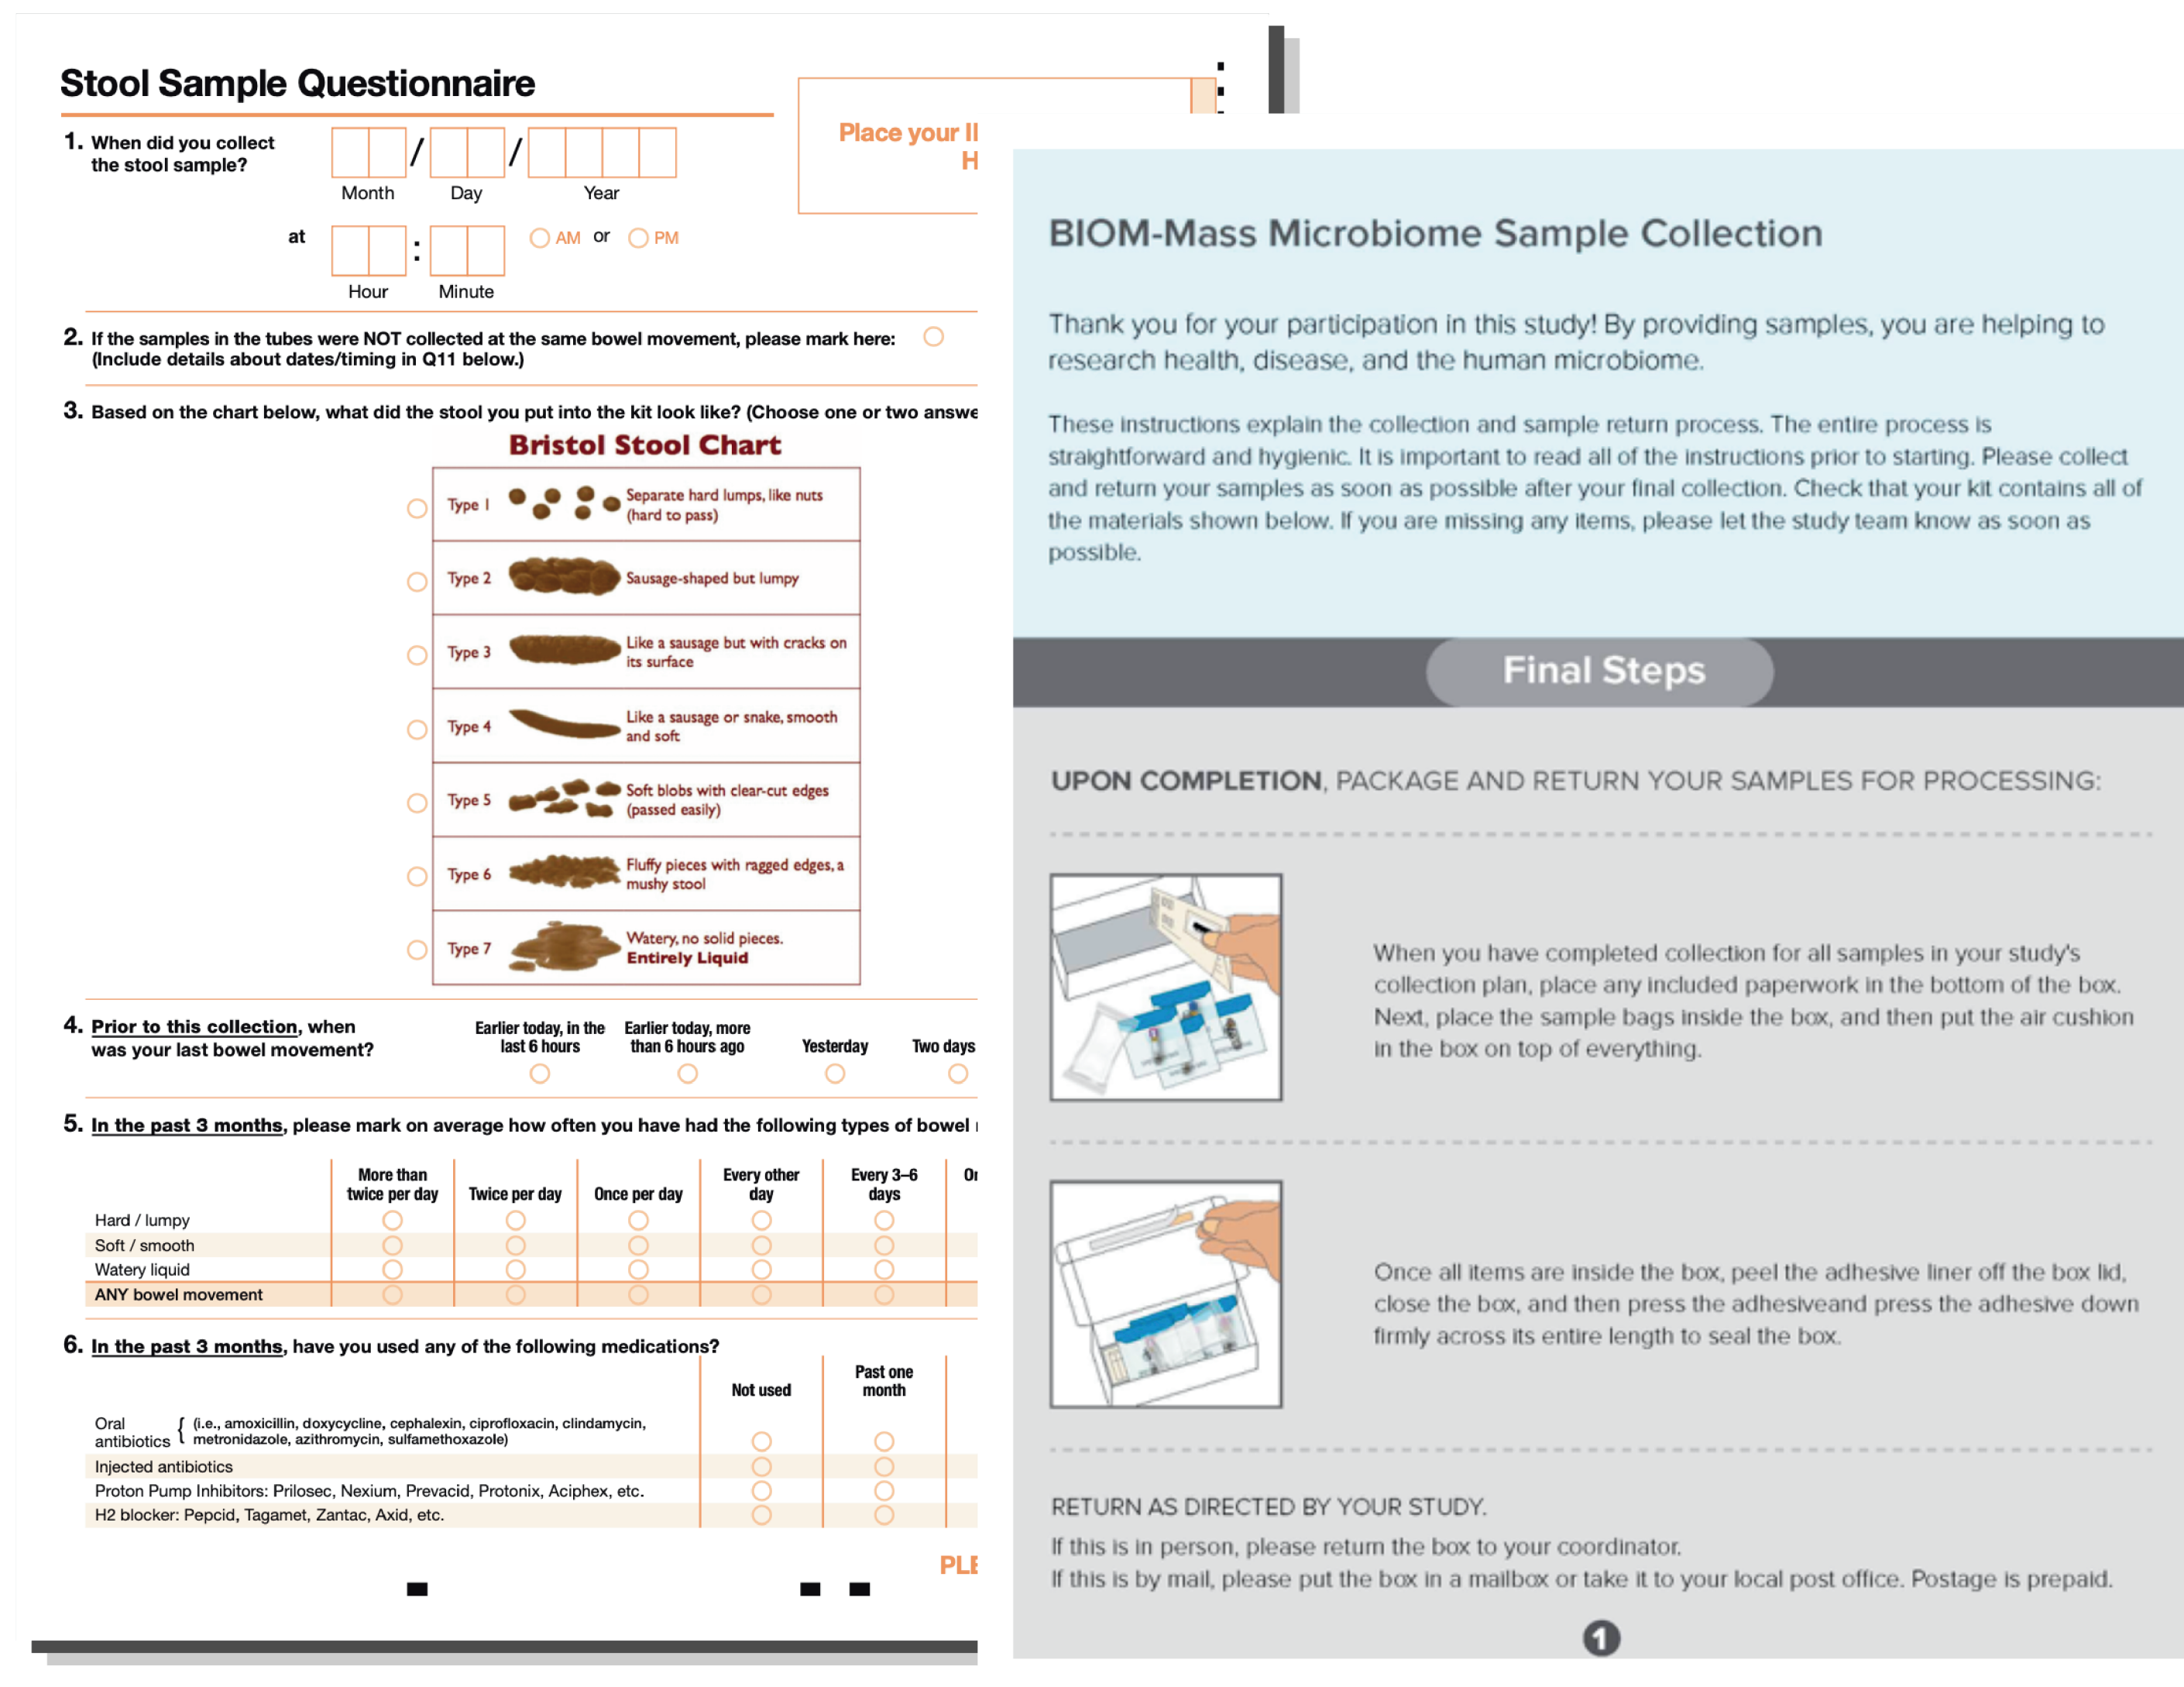 Stool Sample Questionnaire
Place your
1. When did you collect
the stool sample?
/ /
Month Day Year
at : AM or PM
Hour Minute
2. If the samples in the tubes were NOT collected at the same bowel movement, please mark here:
(Include details about dates/timing in Q11 below.)
3. Based on the chart below, what did the stool you put into the kit look like? (Choose one or two answe
Bristol Stool Chart
Type 1 Separate hard lumps, like nuts
(hard to pass)
Type 2 Sausage-shaped but lumpy
Type 3 Like a sausage but with cracks on
its surface
Type 4 Like a sausage or snake, smooth
and soft
Type 5 Soft blobs with clear-cut edges
(passed easily)
Type 6 Fluffy pieces with ragged edges, a
mushy stool
Type 7 Watery, no solid pieces.
Entirely Liquid
4. Prior to this collection, when
was your last bowel movement?
Earlier today, in the
last 6 hours
Earlier today, more
than 6 hours ago
Yesterday
Two days
5. In the past 3 months, please mark on average how often you have had the following types of bowel
More than
twice per day
Twice per day
Once per day
Every other
day
Every 3–6
days
Hard / lumpy
Soft / smooth
Watery liquid
ANY bowel movement
6. In the past 3 months, have you used any of the following medications?
Not used
Past one
month
Oral
antibiotics
{ (i.e., amoxicillin, doxycycline, cephalexin, ciprofloxacin, clindamycin,
metronidazole, azithromycin, sulfamethoxazole)
Injected antibiotics
Proton Pump Inhibitors: Prilosec, Nexium, Prevacid, Protonix, Aciphex, etc.
H2 blocker: Pepcid, Tagamet, Zantac, Axid, etc.
PLE
BIOM-Mass Microbiome Sample Collection
Thank you for your participation in this study! By providing samples, you are helping to
research health, disease, and the human microbiome.
These instructions explain the collection and sample return process. The entire process is
straightforward and hygienic. It is important to read all of the instructions prior to starting. Please collect
and return your samples as soon as possible after your final collection. Check that your kit contains all of
the materials shown below. If you are missing any items, please let the study team know as soon as
possible.
Final Steps
UPON COMPLETION, PACKAGE AND RETURN YOUR SAMPLES FOR PROCESSING:
When you have completed collection for all samples in your study's
collection plan, place any included paperwork in the bottom of the box.
Next, place the sample bags inside the box, and then put the air cushion
in the box on top of everything.
Once all items are inside the box, peel the adhesive liner off the box lid,
close the box, and then press the adhesiveand press the adhesive down
firmly across its entire length to seal the box.
RETURN AS DIRECTED BY YOUR STUDY.
If this is in person, please return the box to your coordinator.
If this is by mail, please put the box in a mailbox or take it to your local post office. Postage is prepaid.
1